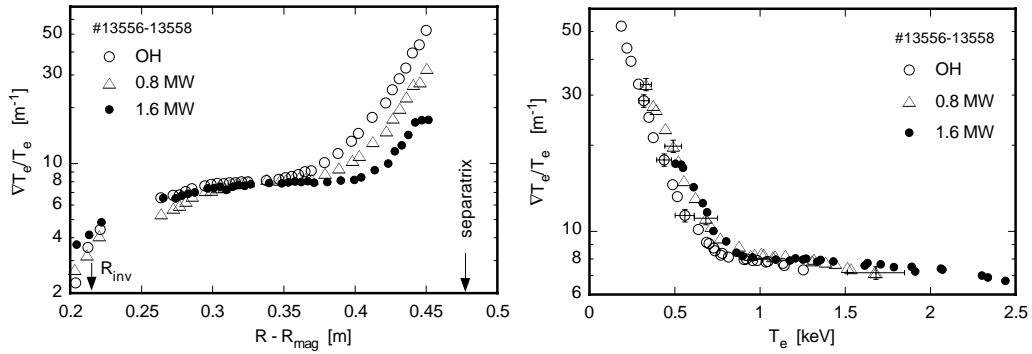 #13556-13558
OH
0.8 MW
1.6 MW
∇Te/Te [m-1]
50
30
10
8
6
4
3
2
0.2 0.25 0.3 0.35 0.4 0.45 0.5
R - Rmag [m]
Rinv
separatrix
#13556-13558
OH
0.8 MW
1.6 MW
∇Te/Te [m-1]
50
30
10
8
6
0 0.5 1 1.5 2 2.5
Te [keV]